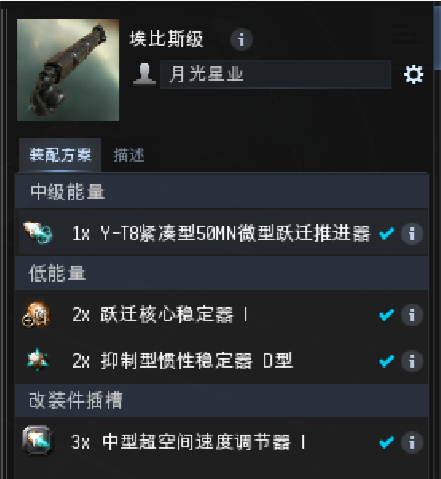 埃比斯級
月光星业
装配方案 描述
中级能量
1x Y-T8紧凑型50MN微型跃迁推进器
低能量
2x 跃迁核心稳定器 I
2x 抑制型惯性稳定器 D型
改装件插槽
3x 中型超空间速度调节器 I